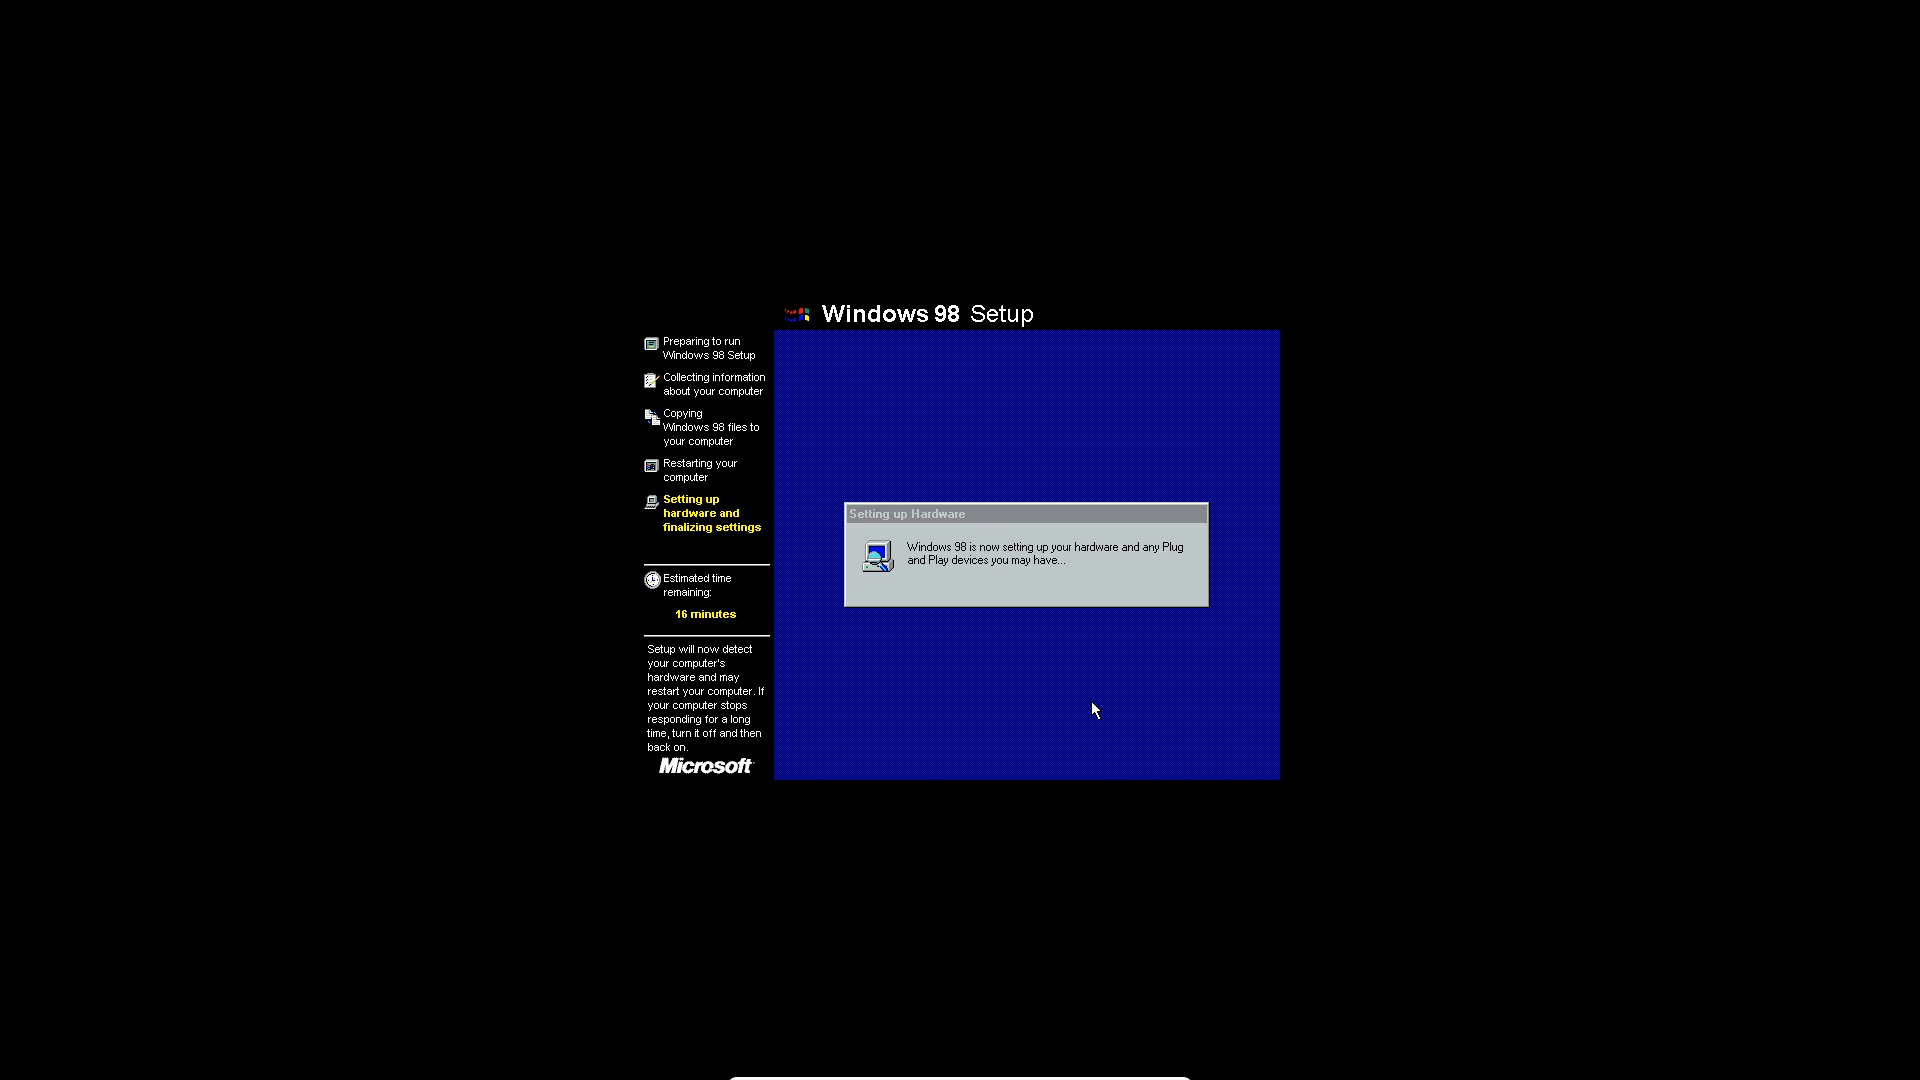 Windows 98 Setup
Preparing to run
Windows 98 Setup
Collecting information
about your computer
Copying
Windows 98 files to
your computer
Restarting your
computer
Setting up
hardware and
finalizing settings
Estimated time
remaining:
16 minutes
Setup will now detect
your computer's
hardware and may
restart your computer. If
your computer stops
responding for a long
time, turn it off and then
back on.
Microsoft
Setting up Hardware
Windows 98 is now setting up your hardware and any Plug
and Play devices you may have...